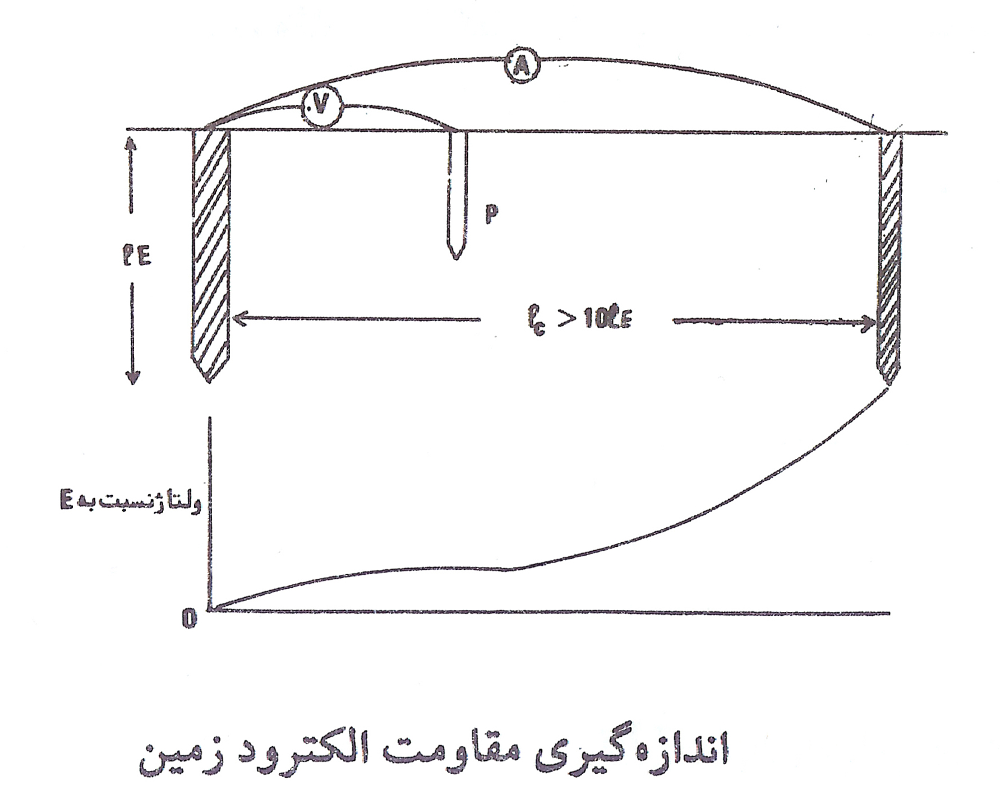 A
V
P
ℓE
ℓc > 10ℓE
ولتاژ نسبت به E
0
اندازه‌گیری مقاومت الکترود زمین